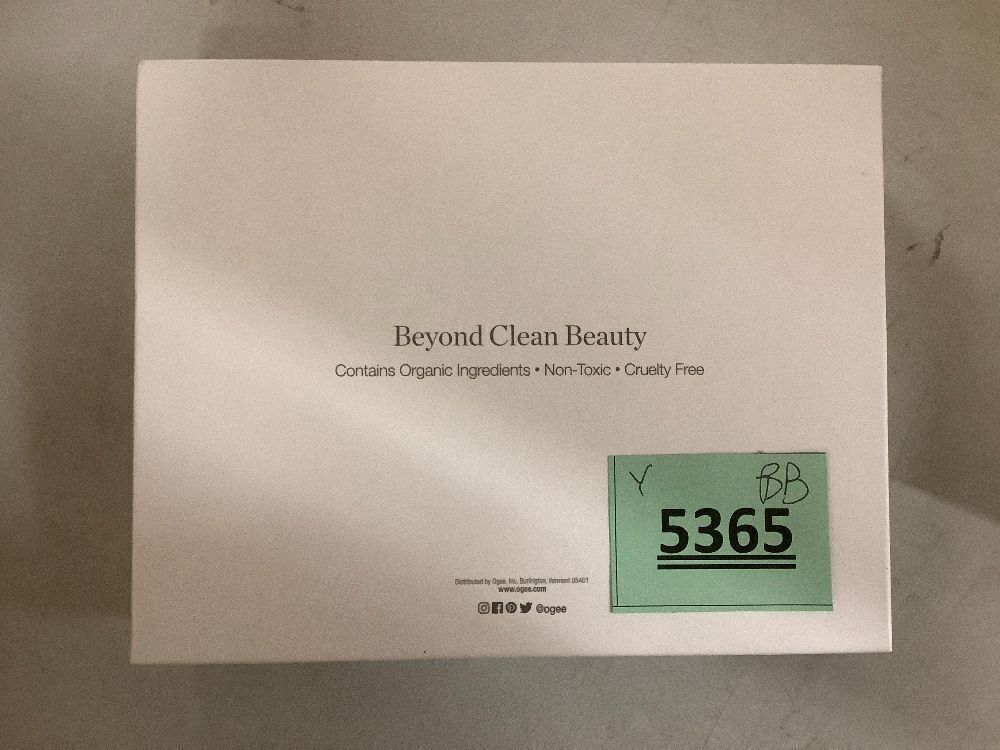 Beyond Clean Beauty
Contains Organic Ingredients • Non-Toxic • Cruelty Free
Y BB
5365
Distributed by Ogee, Inc. Burlington, Vermont 05401
www.ogee.com
@ogee